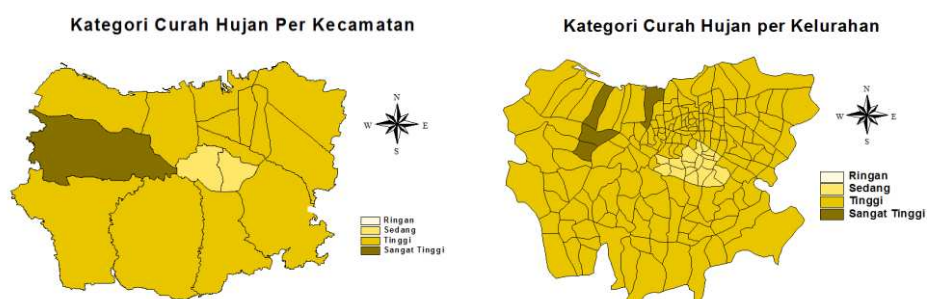 Kategori Curah Hujan Per Kecamatan
N
W E
S
Ringan
Sedang
Tinggi
Sangat Tinggi
Kategori Curah Hujan per Kelurahan
N
W E
S
Ringan
Sedang
Tinggi
Sangat Tinggi